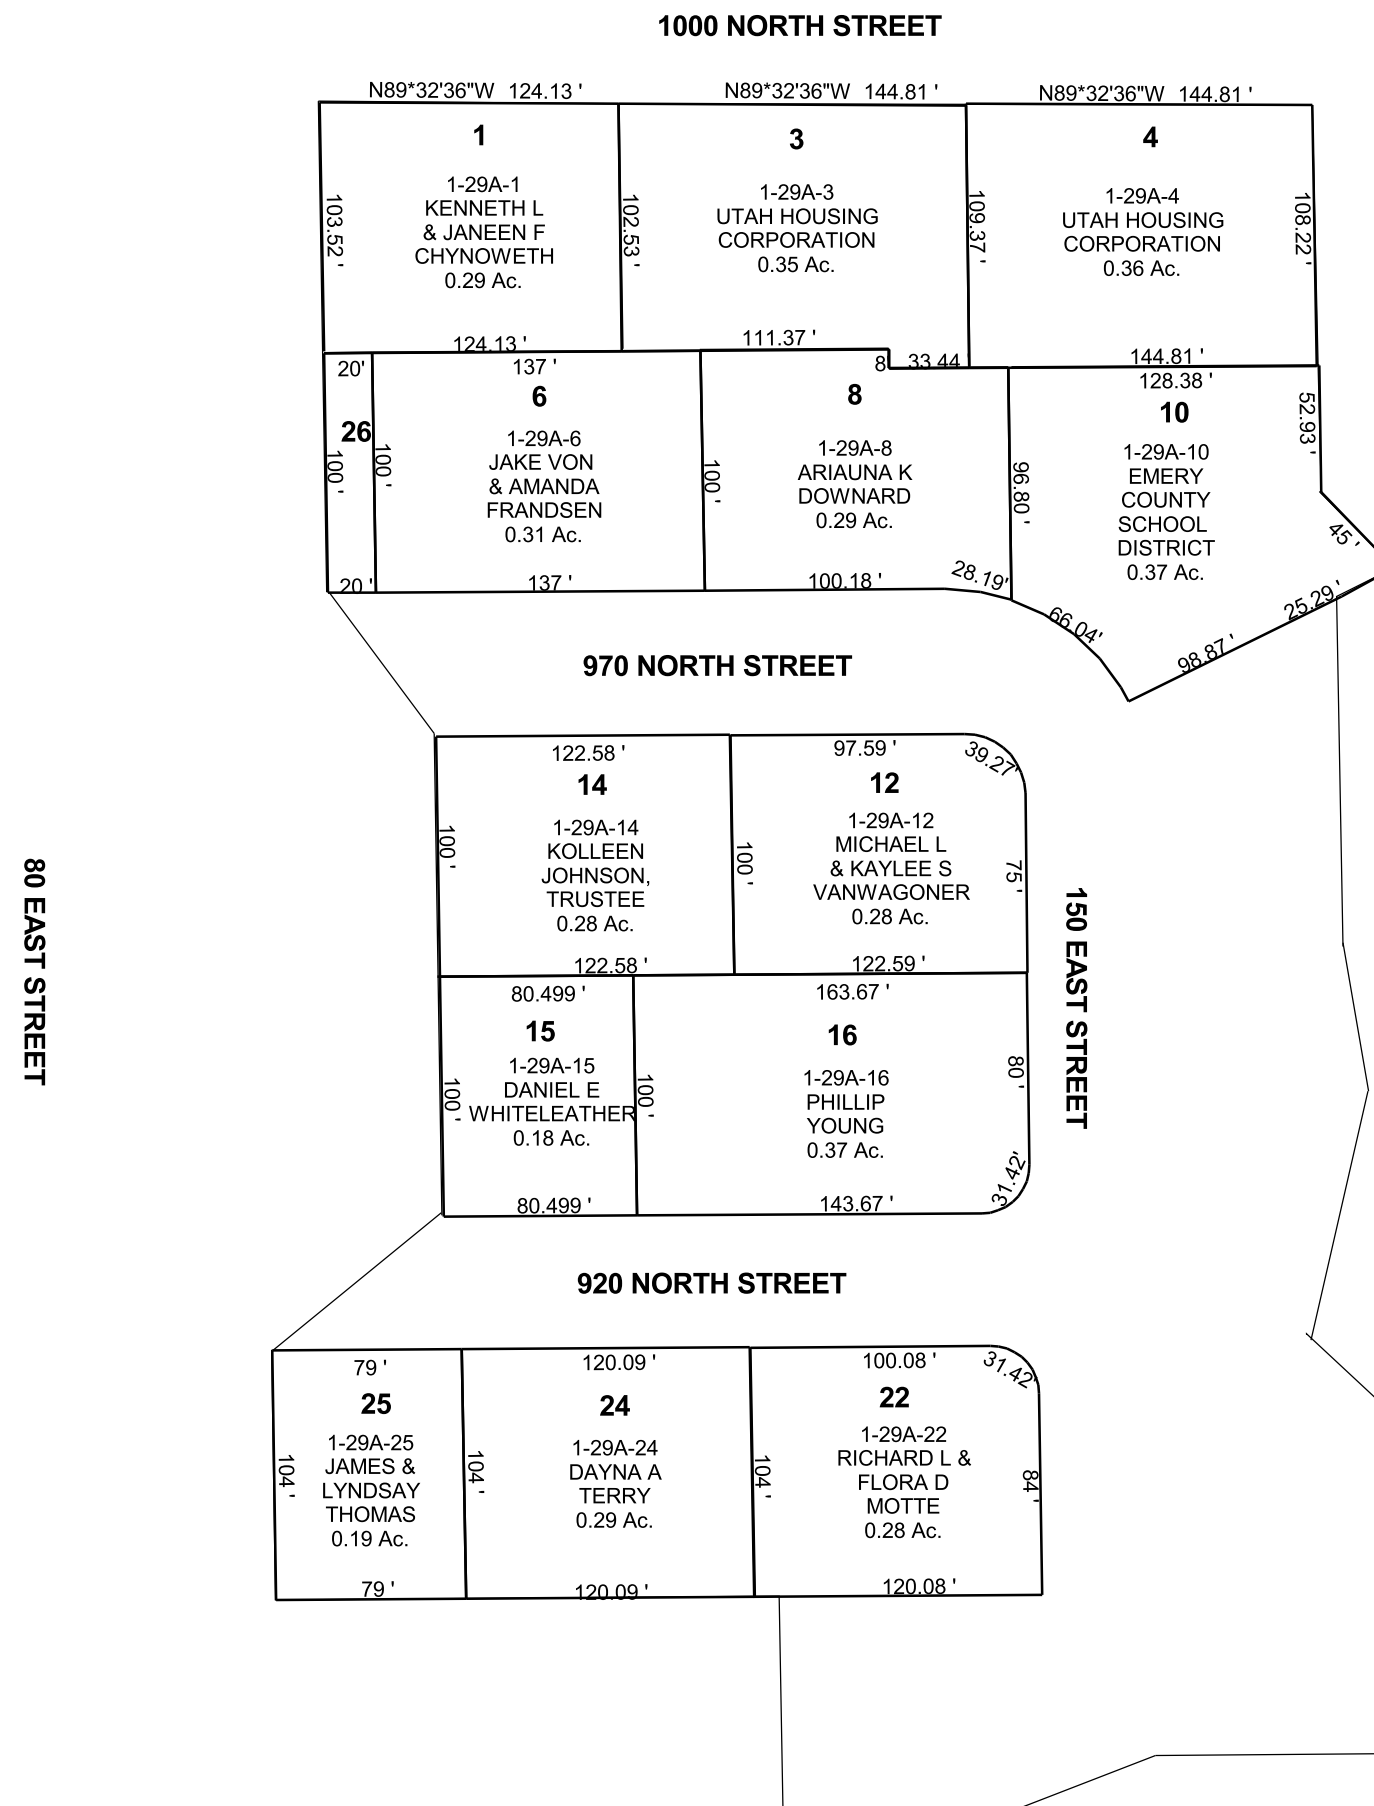 1000 NORTH STREET
N89*32'36"W 124.13 '
N89*32'36"W 144.81 '
N89*32'36"W 144.81 '
1
1-29A-1
KENNETH L
& JANEEN F
CHYNOWETH
0.29 Ac.
103.52 '
102.53 '
124.13 '
3
1-29A-3
UTAH HOUSING
CORPORATION
0.35 Ac.
109.37 '
111.37 '
8
33.44
4
1-29A-4
UTAH HOUSING
CORPORATION
0.36 Ac.
108.22 '
144.81 '
20'
26
100 '
100 '
20 '
137 '
6
1-29A-6
JAKE VON
& AMANDA
FRANDSEN
0.31 Ac.
137 '
100 '
8
1-29A-8
ARIAUNA K
DOWNARD
0.29 Ac.
100.18 '
28.19'
96.80 '
128.38 '
10
1-29A-10
EMERY
COUNTY
SCHOOL
DISTRICT
0.37 Ac.
52.93 '
45 '
25.29 '
98.87 '
66.04'
970 NORTH STREET
122.58 '
14
1-29A-14
KOLLEEN
JOHNSON,
TRUSTEE
0.28 Ac.
100 '
122.58 '
97.59 '
39.27'
12
1-29A-12
MICHAEL L
& KAYLEE S
VANWAGONER
0.28 Ac.
100 '
75 '
122.59 '
80 EAST STREET
150 EAST STREET
80.499 '
15
1-29A-15
DANIEL E
WHITELEATHER
0.18 Ac.
100 '
100 '
80.499 '
163.67 '
16
1-29A-16
PHILLIP
YOUNG
0.37 Ac.
80 '
31.42'
143.67 '
920 NORTH STREET
79 '
25
1-29A-25
JAMES &
LYNDSAY
THOMAS
0.19 Ac.
104 '
79 '
120.09 '
24
1-29A-24
DAYNA A
TERRY
0.29 Ac.
104 '
120.09 '
100.08 '
31.42'
22
1-29A-22
RICHARD L &
FLORA D
MOTTE
0.28 Ac.
104 '
84 '
120.08 '